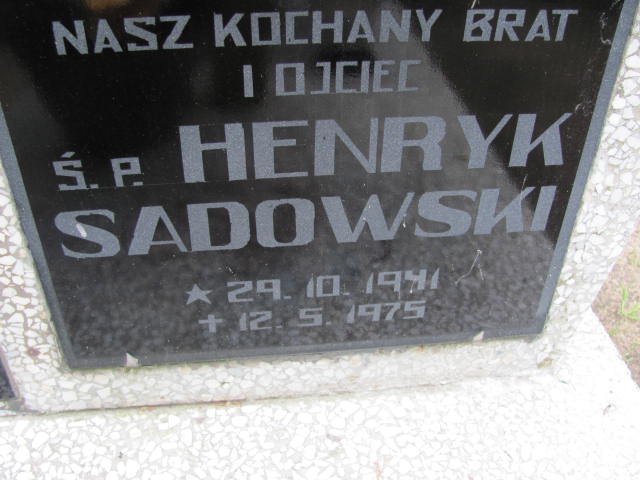 NASZ KOCHANY BRAT
I OJCIEC
Ś.P. HENRYK
SADOWSKI
★ 29.10.1941
+ 12.5.1975